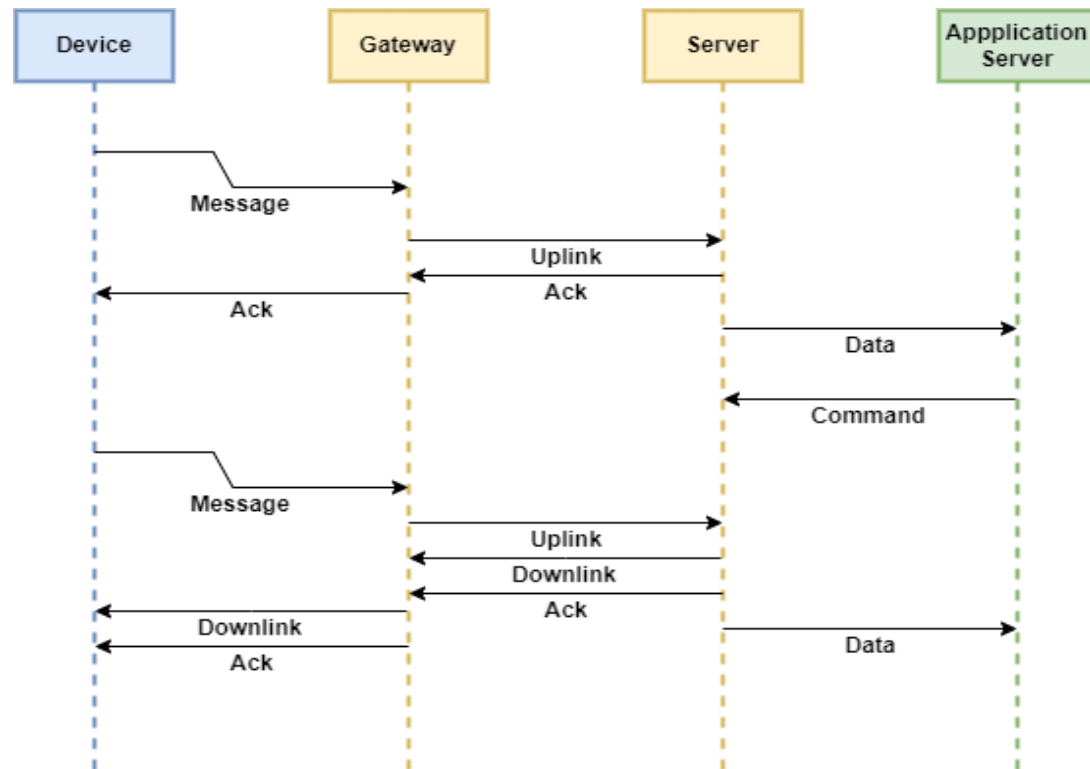 Device
Gateway
Server
Appplication
Server
Message
Uplink
Ack
Ack
Data
Command
Message
Uplink
Downlink
Ack
Downlink
Data
Ack